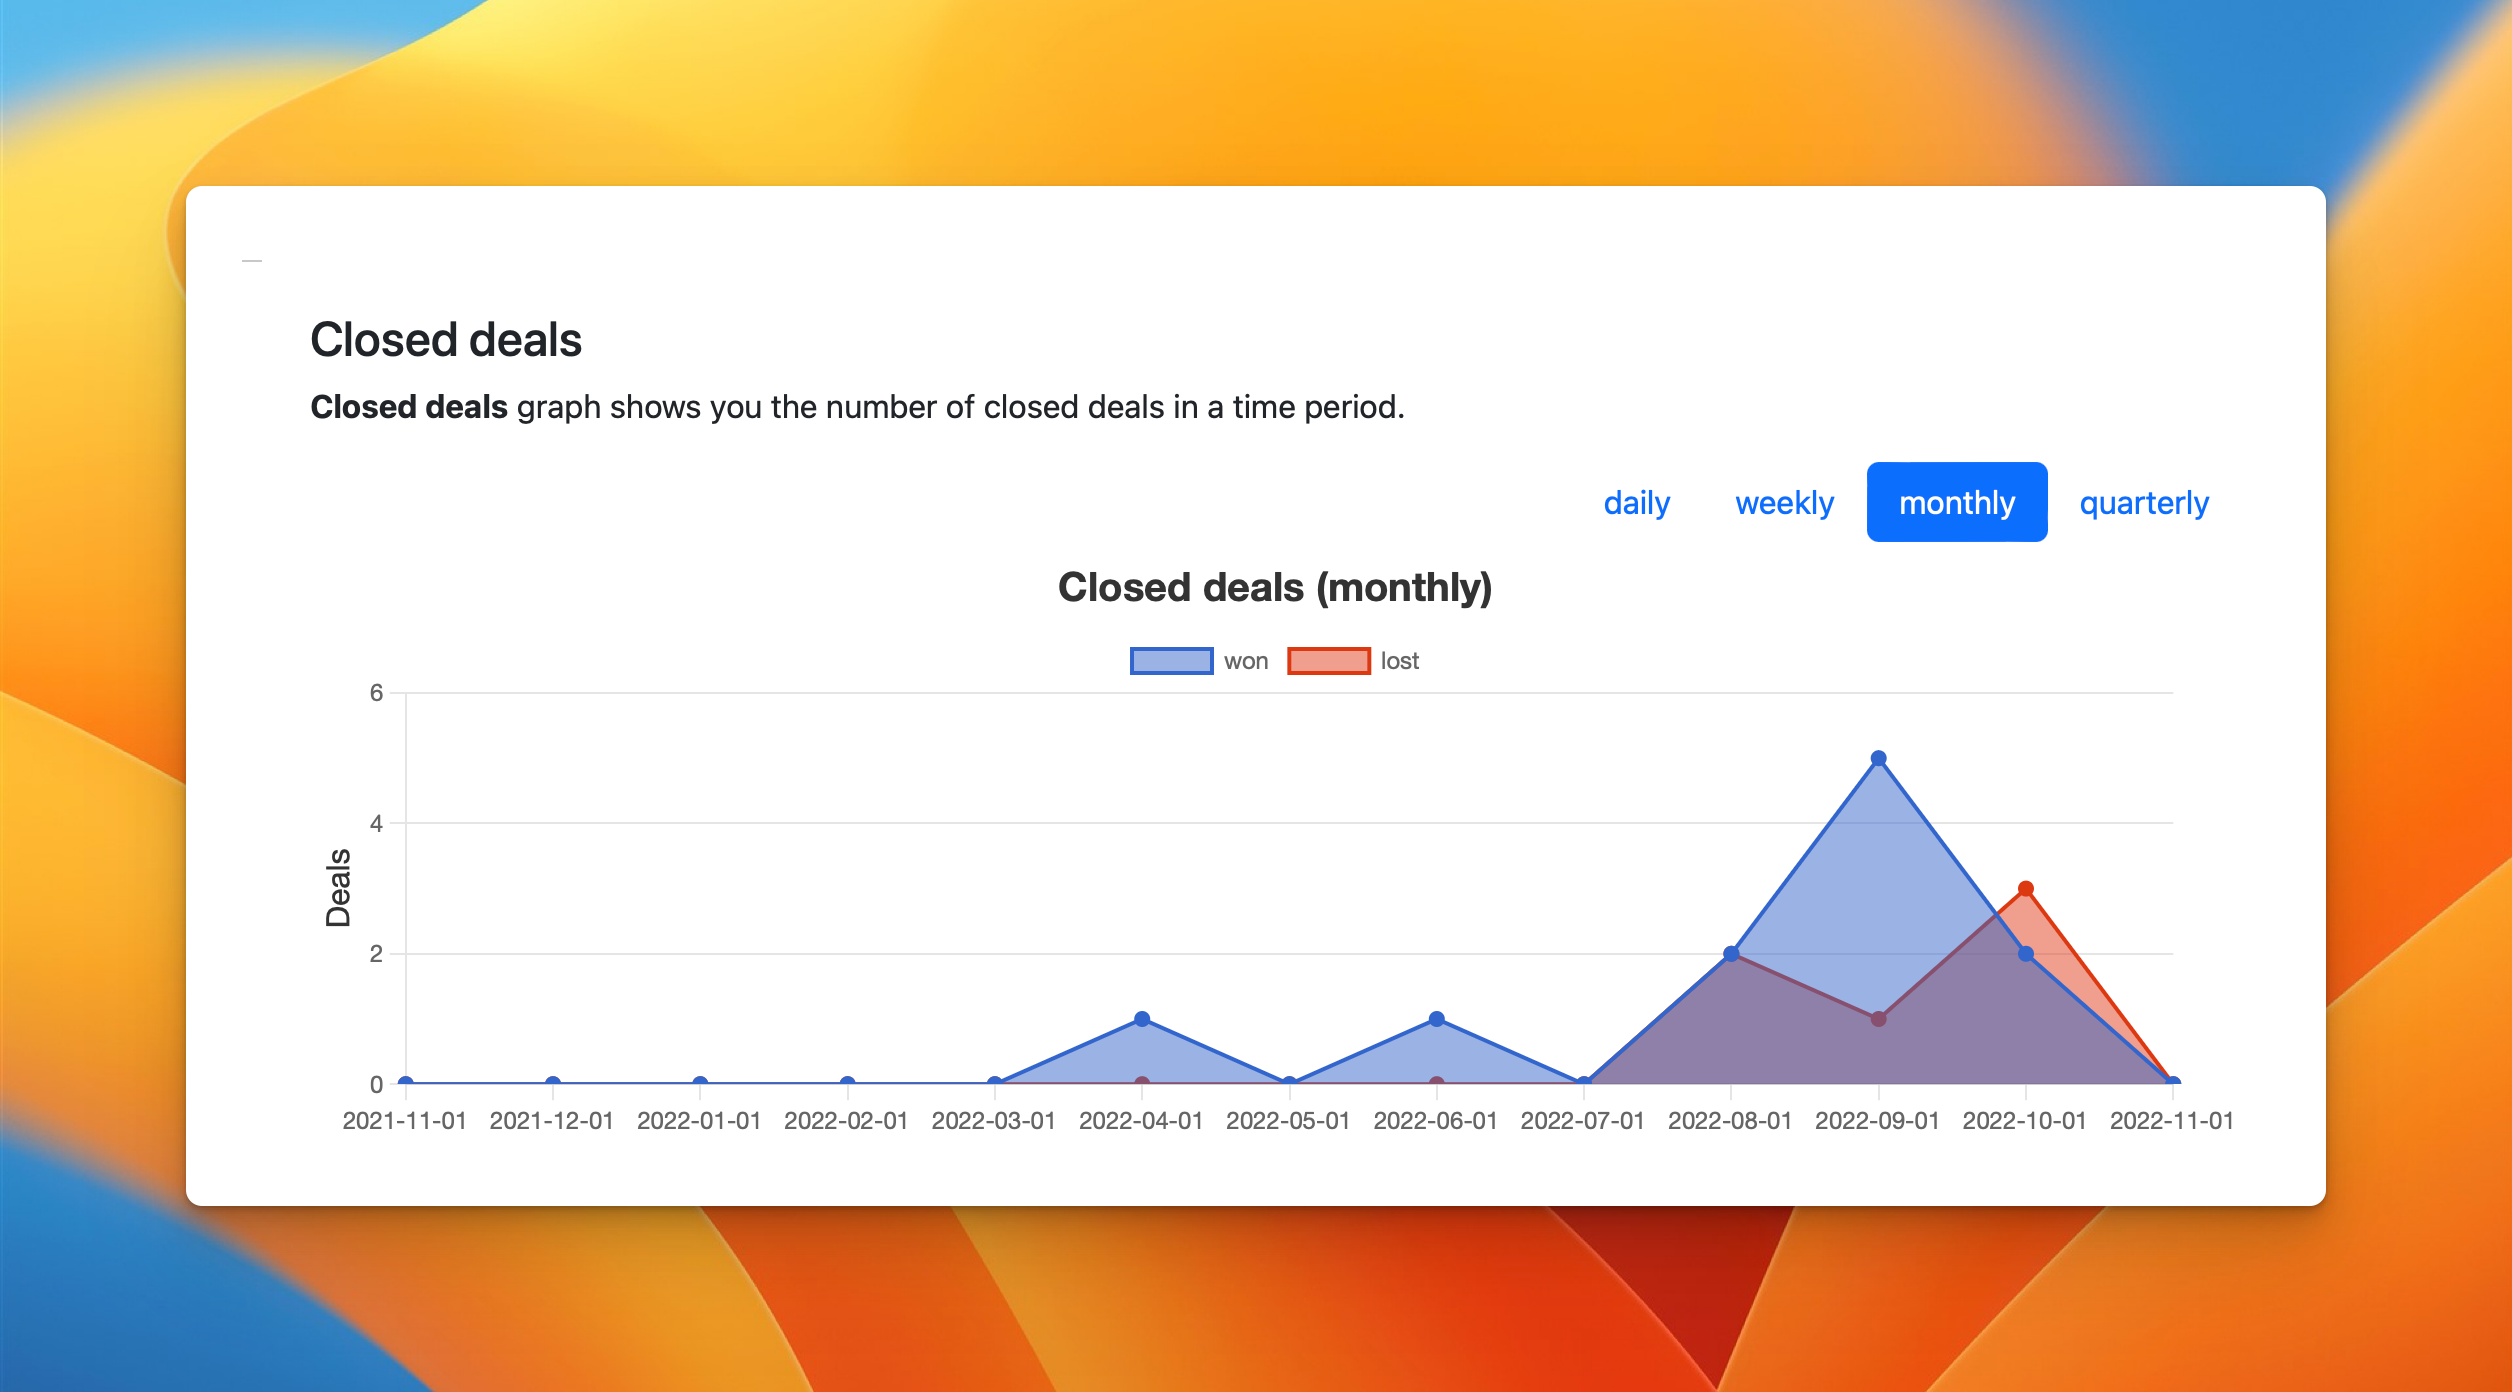 Closed deals
Closed deals graph shows you the number of closed deals in a time period.
daily weekly monthly quarterly
Closed deals (monthly)
won lost
6
4
2
0
Deals
2021-11-01 2021-12-01 2022-01-01 2022-02-01 2022-03-01 2022-04-01 2022-05-01 2022-06-01 2022-07-01 2022-08-01 2022-09-01 2022-10-01 2022-11-01